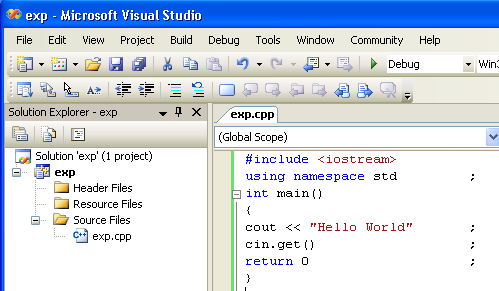 exp - Microsoft Visual Studio
File Edit View Project Build Debug Tools Window Community Help
Debug Win3
Solution Explorer - exp
exp.cpp
(Global Scope)
Solution 'exp' (1 project)
exp
Header Files
Resource Files
Source Files
exp.cpp
#include <iostream>
using namespace std ;
int main()
{
cout << "Hello World" ;
cin.get() ;
return 0 ;
}